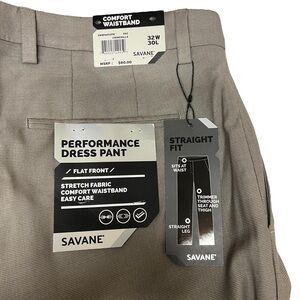 COMFORT
WAISTBAND
32W
30L
MSRP: $60.00
PERFORMANCE
DRESS PANT
/ FLAT FRONT /
STRETCH FABRIC
COMFORT WAISTBAND
EASY CARE
SAVANE®
STRAIGHT
FIT
SITS AT
WAIST
TRIMMER
THROUGH
SEAT AND
THIGH
STRAIGHT
LEG
SAVANE®